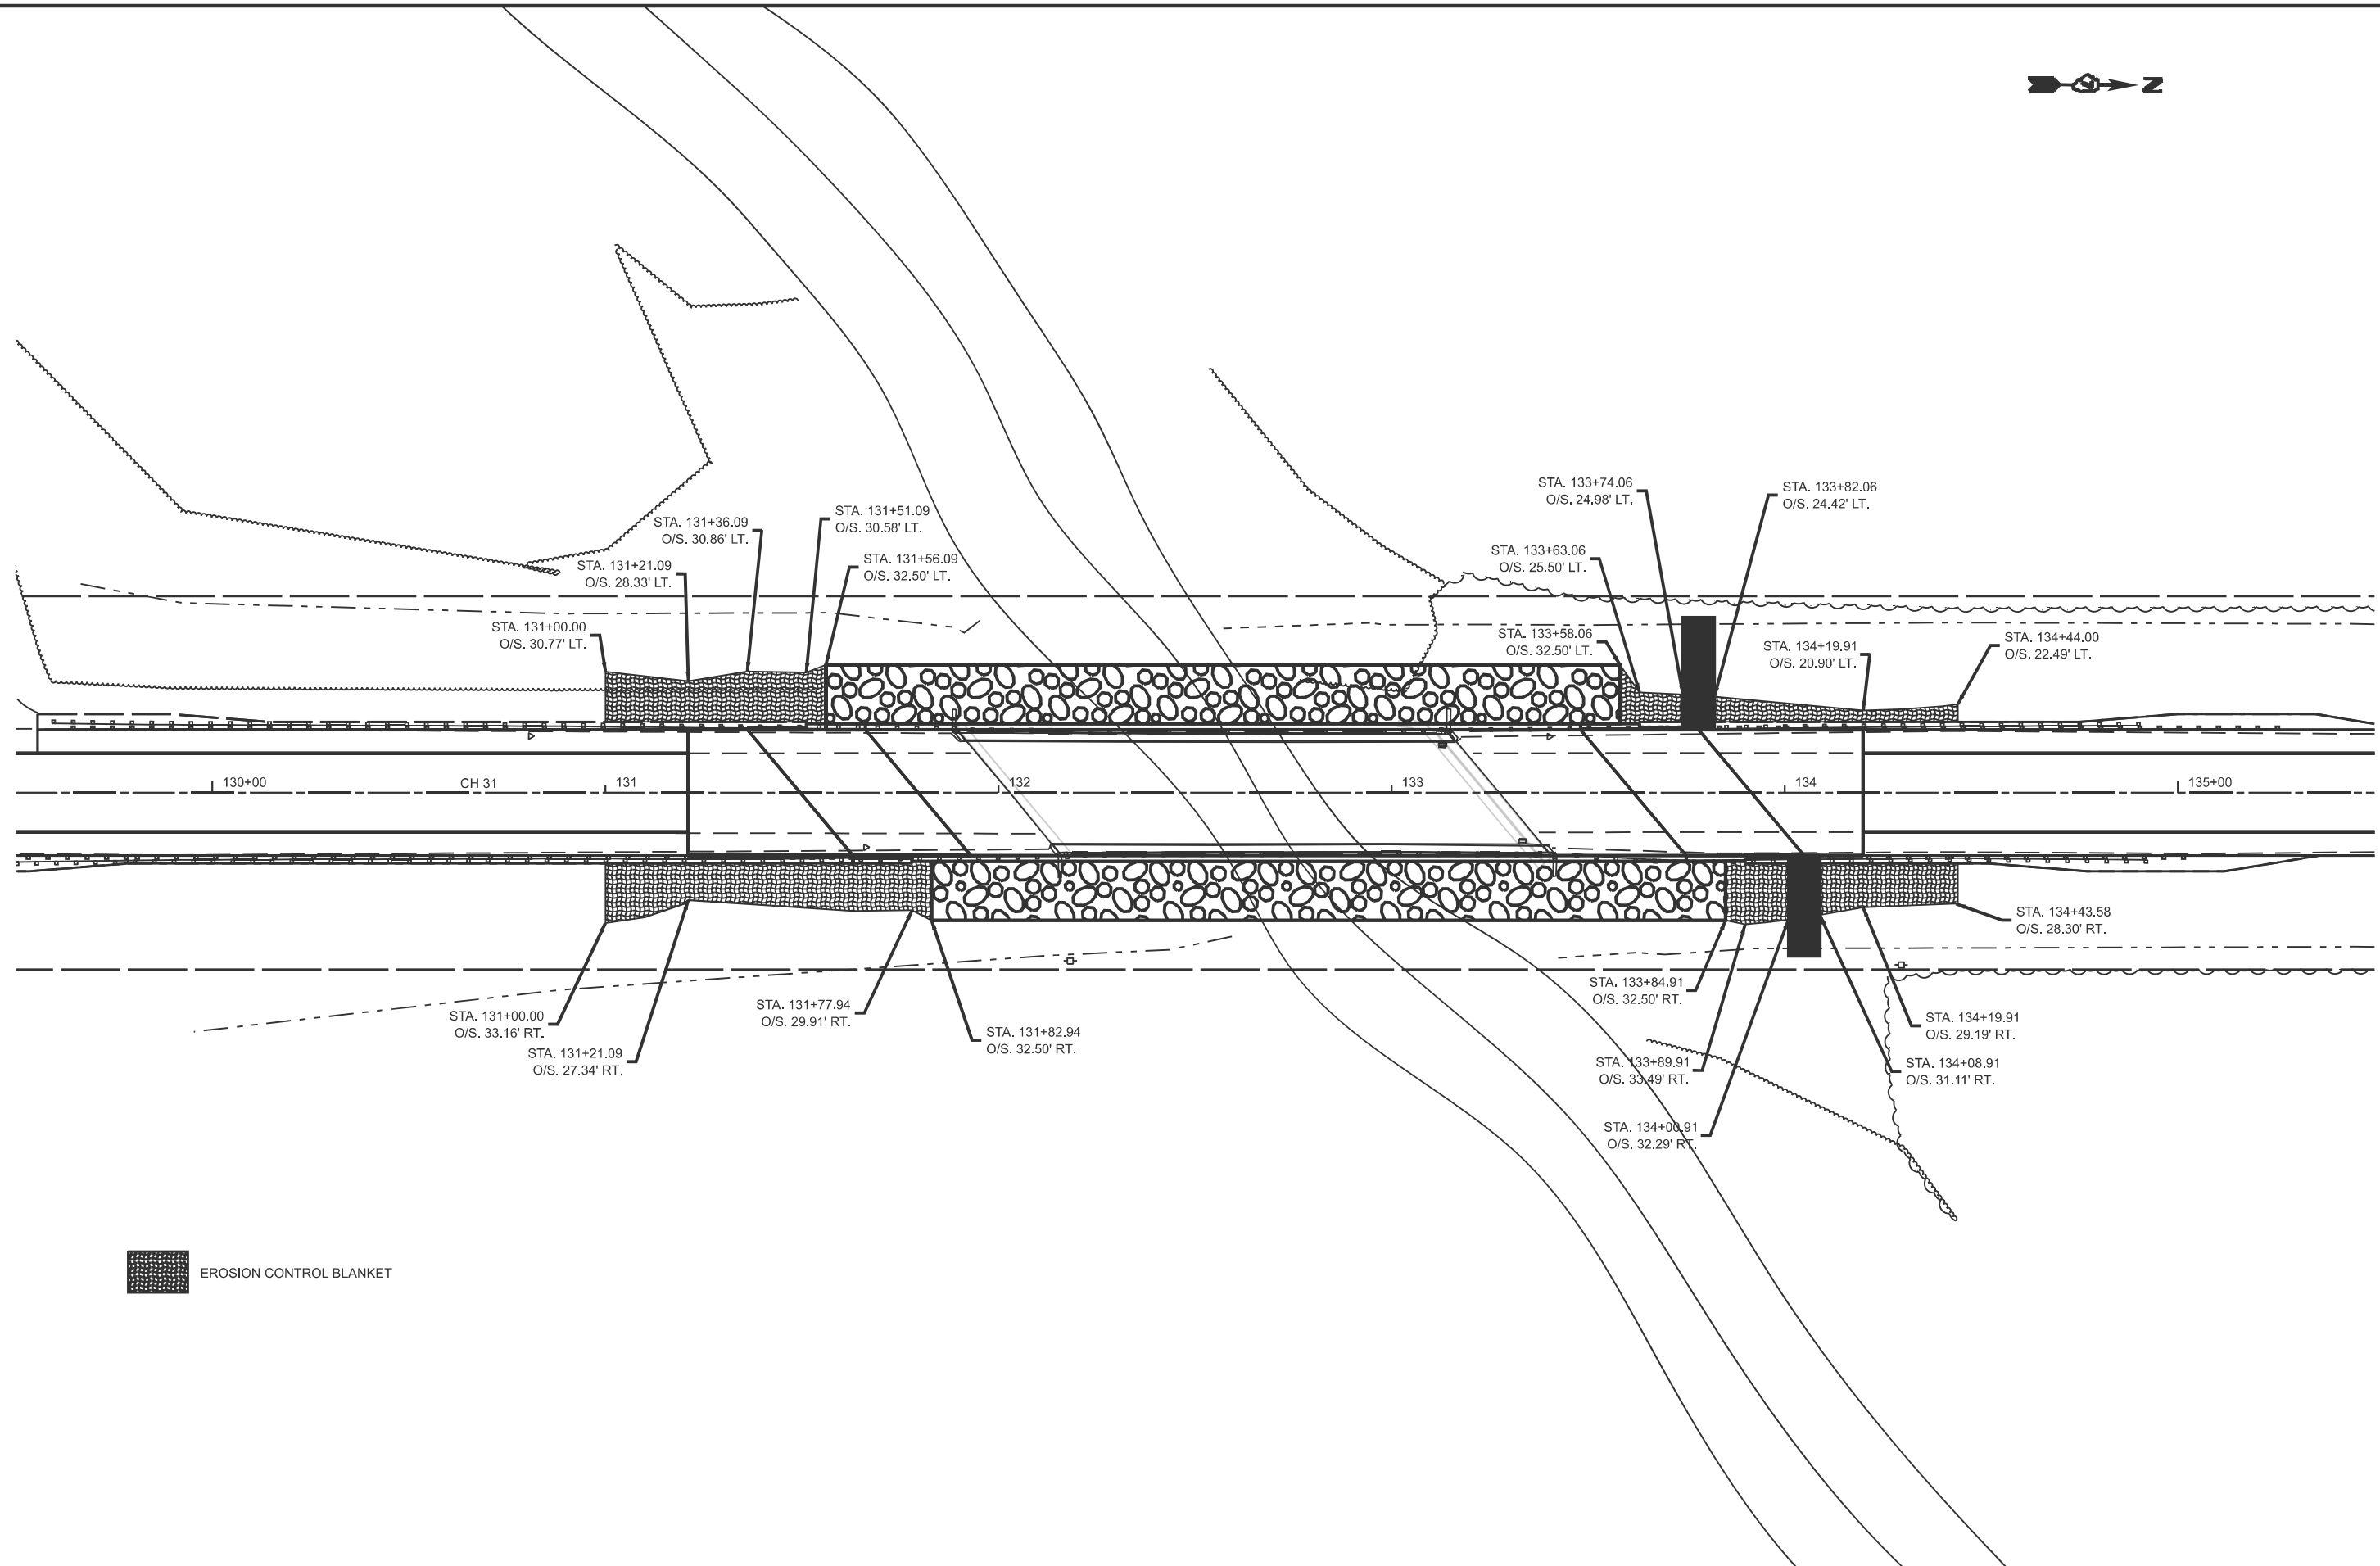 N
STA. 133+74.06
O/S. 24.98' LT.
STA. 133+82.06
O/S. 24.42' LT.
STA. 131+51.09
O/S. 30.58' LT.
STA. 131+36.09
O/S. 30.86' LT.
STA. 131+56.09
O/S. 32.50' LT.
STA. 133+63.06
O/S. 25.50' LT.
STA. 131+21.09
O/S. 28.33' LT.
STA. 131+00.00
O/S. 30.77' LT.
STA. 133+58.06
O/S. 32.50' LT.
STA. 134+19.91
O/S. 20.90' LT.
STA. 134+44.00
O/S. 22.49' LT.
130+00
CH 31
131
132
133
134
135+00
STA. 134+43.58
O/S. 28.30' RT.
STA. 133+84.91
O/S. 32.50' RT.
STA. 131+77.94
O/S. 29.91' RT.
STA. 131+00.00
O/S. 33.16' RT.
STA. 134+19.91
O/S. 29.19' RT.
STA. 131+82.94
O/S. 32.50' RT.
STA. 131+21.09
O/S. 27.34' RT.
STA. 133+89.91
O/S. 33.49' RT.
STA. 134+08.91
O/S. 31.11' RT.
STA. 134+00.91
O/S. 32.29' RT.
EROSION CONTROL BLANKET